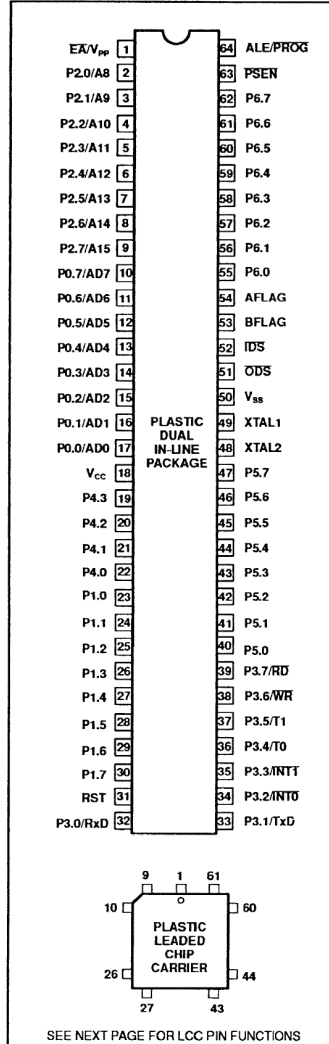 E̅A̅/VPP 1 64 ALE/P̅R̅O̅G̅
P2.0/A8 2 63 P̅S̅E̅N̅
P2.1/A9 3 62 P6.7
P2.2/A10 4 61 P6.6
P2.3/A11 5 60 P6.5
P2.4/A12 6 59 P6.4
P2.5/A13 7 58 P6.3
P2.6/A14 8 57 P6.2
P2.7/A15 9 56 P6.1
P0.7/AD7 10 55 P6.0
P0.6/AD6 11 54 AFLAG
P0.5/AD5 12 53 BFLAG
P0.4/AD4 13 52 I̅D̅S̅
P0.3/AD3 14 51 O̅D̅S̅
P0.2/AD2 15 50 VSS
P0.1/AD1 16 49 XTAL1
P0.0/AD0 17 48 XTAL2
VCC 18 47 P5.7
P4.3 19 46 P5.6
P4.2 20 45 P5.5
P4.1 21 44 P5.4
P4.0 22 43 P5.3
P1.0 23 42 P5.2
P1.1 24 41 P5.1
P1.2 25 40 P5.0
P1.3 26 39 P3.7/R̅D̅
P1.4 27 38 P3.6/W̅R̅
P1.5 28 37 P3.5/T1
P1.6 29 36 P3.4/T0
P1.7 30 35 P3.3/I̅N̅T̅1̅
RST 31 34 P3.2/I̅N̅T̅0̅
P3.0/RxD 32 33 P3.1/TxD
PLASTIC
DUAL
IN-LINE
PACKAGE
9 1 61
10 60
PLASTIC
LEADED
CHIP
CARRIER
26 44
27 43
SEE NEXT PAGE FOR LCC PIN FUNCTIONS